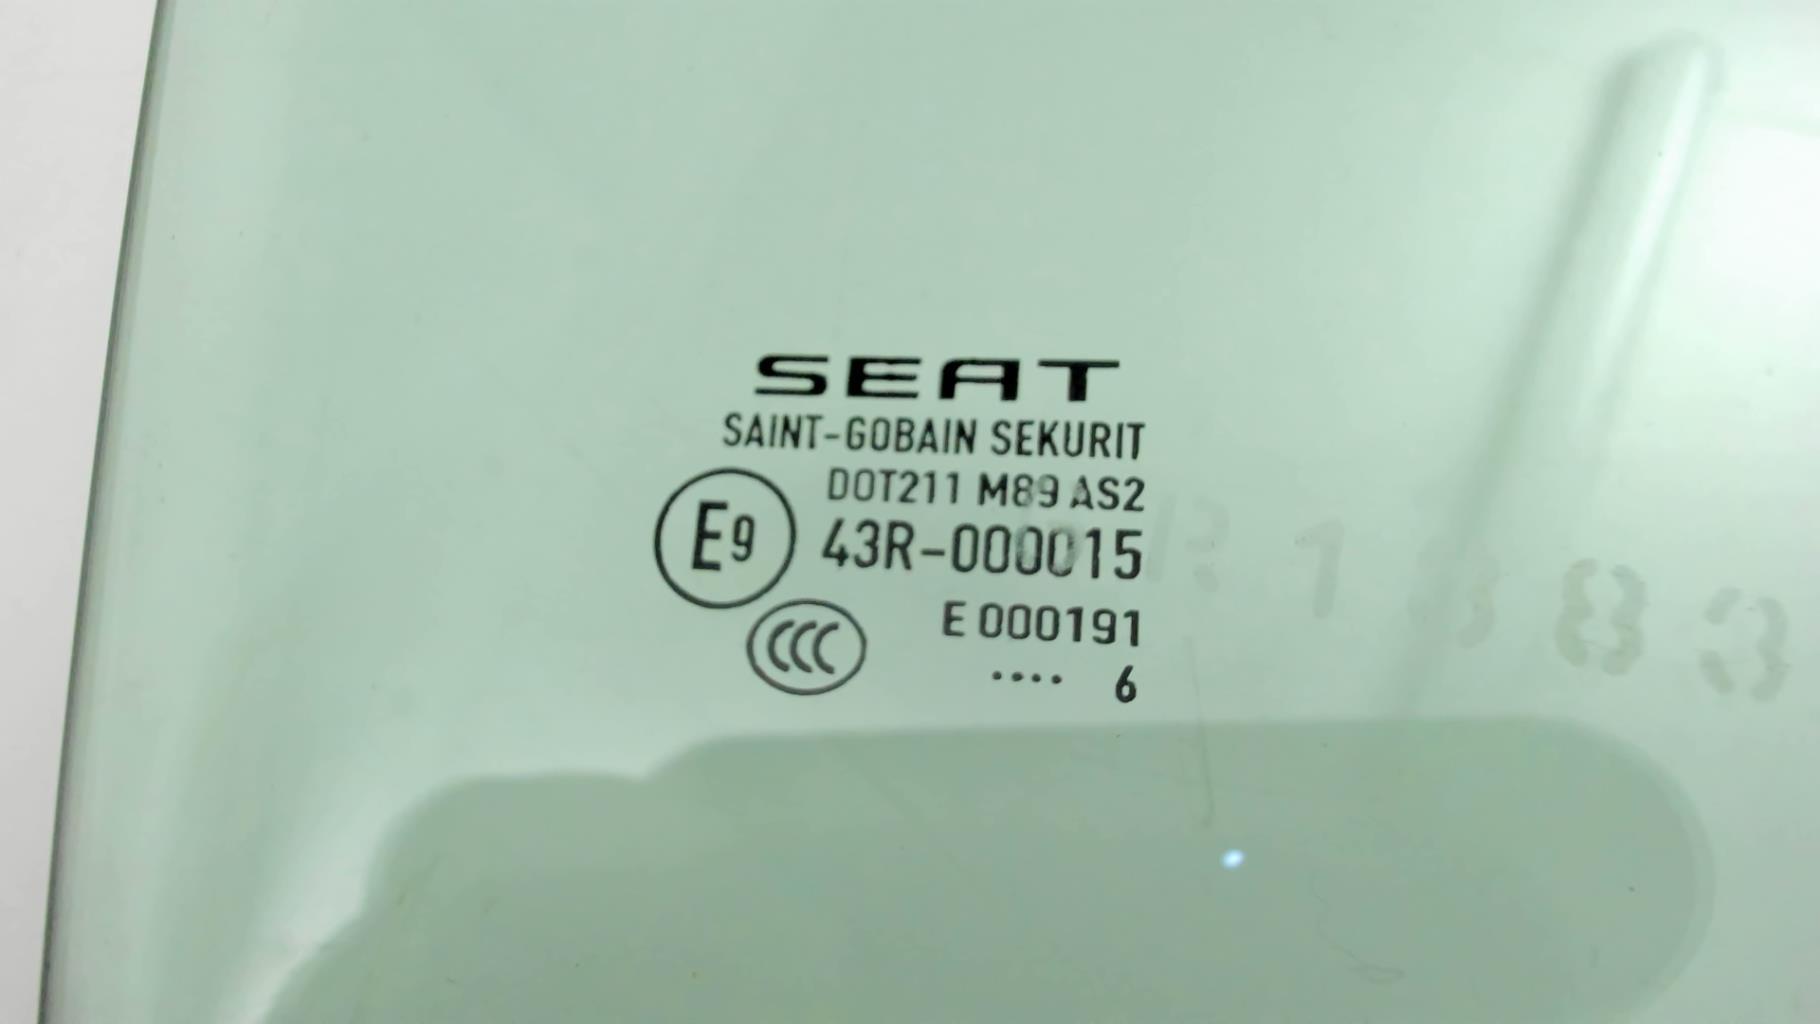 SEAT
SAINT-GOBAIN SEKURIT
DOT211 M89 AS2
E9 43R-000015
CCC E 000191
.... 6